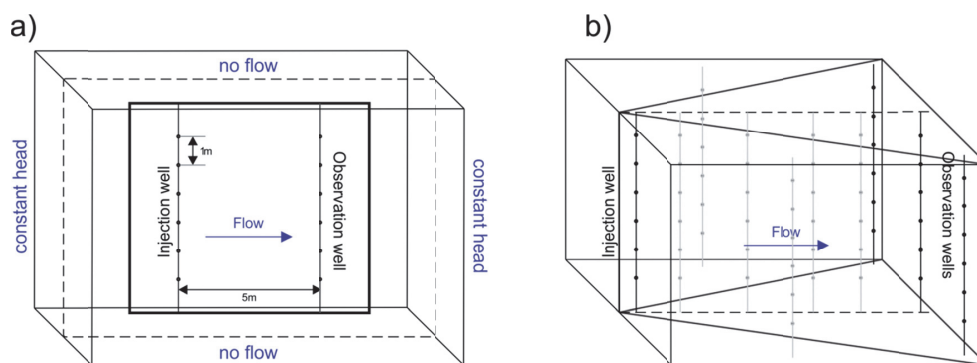 a)
no flow
constant head
Injection well
1m
Observation well
Flow
5m
constant head
no flow
b)
Injection well
Flow
Observation wells